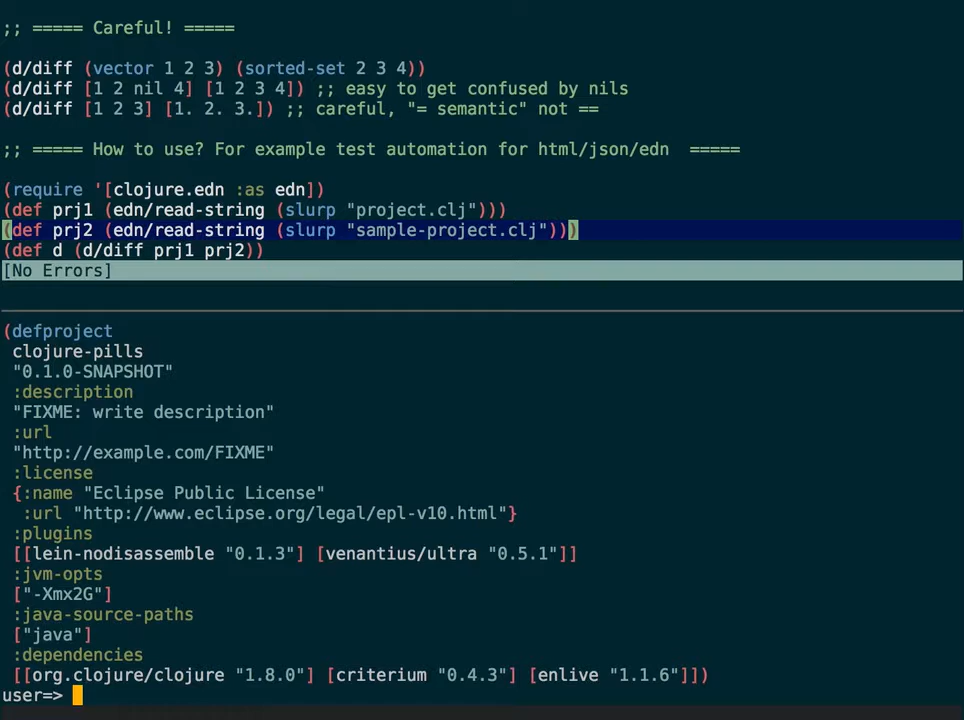 ;; ===== Careful! =====
(d/diff (vector 1 2 3) (sorted-set 2 3 4))
(d/diff [1 2 nil 4] [1 2 3 4]) ;; easy to get confused by nils
(d/diff [1 2 3] [1. 2. 3.]) ;; careful, "= semantic" not ==
;; ===== How to use? For example test automation for html/json/edn  =====
(require '[clojure.edn :as edn])
(def prj1 (edn/read-string (slurp "project.clj")))
(def prj2 (edn/read-string (slurp "sample-project.clj")))
(def d (d/diff prj1 prj2))
[No Errors]
(defproject
 clojure-pills
 "0.1.0-SNAPSHOT"
 :description
 "FIXME: write description"
 :url
 "http://example.com/FIXME"
 :license
 {:name "Eclipse Public License"
  :url "http://www.eclipse.org/legal/epl-v10.html"}
 :plugins
 [[lein-nodisassemble "0.1.3"] [venantius/ultra "0.5.1"]]
 :jvm-opts
 ["-Xmx2G"]
 :java-source-paths
 ["java"]
 :dependencies
 [[org.clojure/clojure "1.8.0"] [criterium "0.4.3"] [enlive "1.1.6"]])
user=>